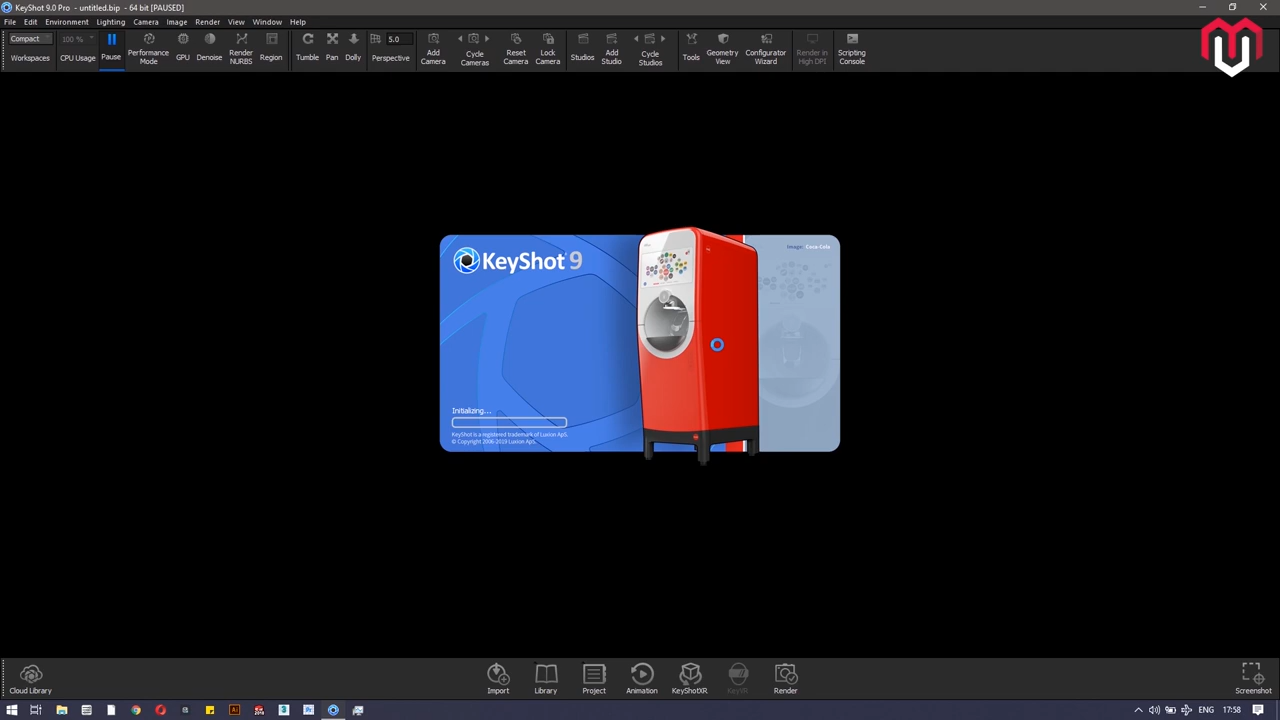 KeyShot 9.0 Pro - untitled.bip - 64 bit [PAUSED]
File Edit Environment Lighting Camera Image Render View Window Help
Compact 100 % 5.0
Workspaces CPU Usage Pause Performance Mode GPU Denoise Render NURBS Region Tumble Pan Dolly Perspective Add Camera Cycle Cameras Reset Camera Lock Camera Studios Add Studio Cycle Studios Tools Geometry View Configurator Wizard Render in High DPI Scripting Console
KeyShot 9
Image: Coca-Cola
Initializing...
KeyShot is a registered trademark of Luxion ApS.
© Copyright 2006-2019 Luxion ApS.
Cloud Library Import Library Project Animation KeyShotXR KeyVR Render Screenshot
ENG 17:58